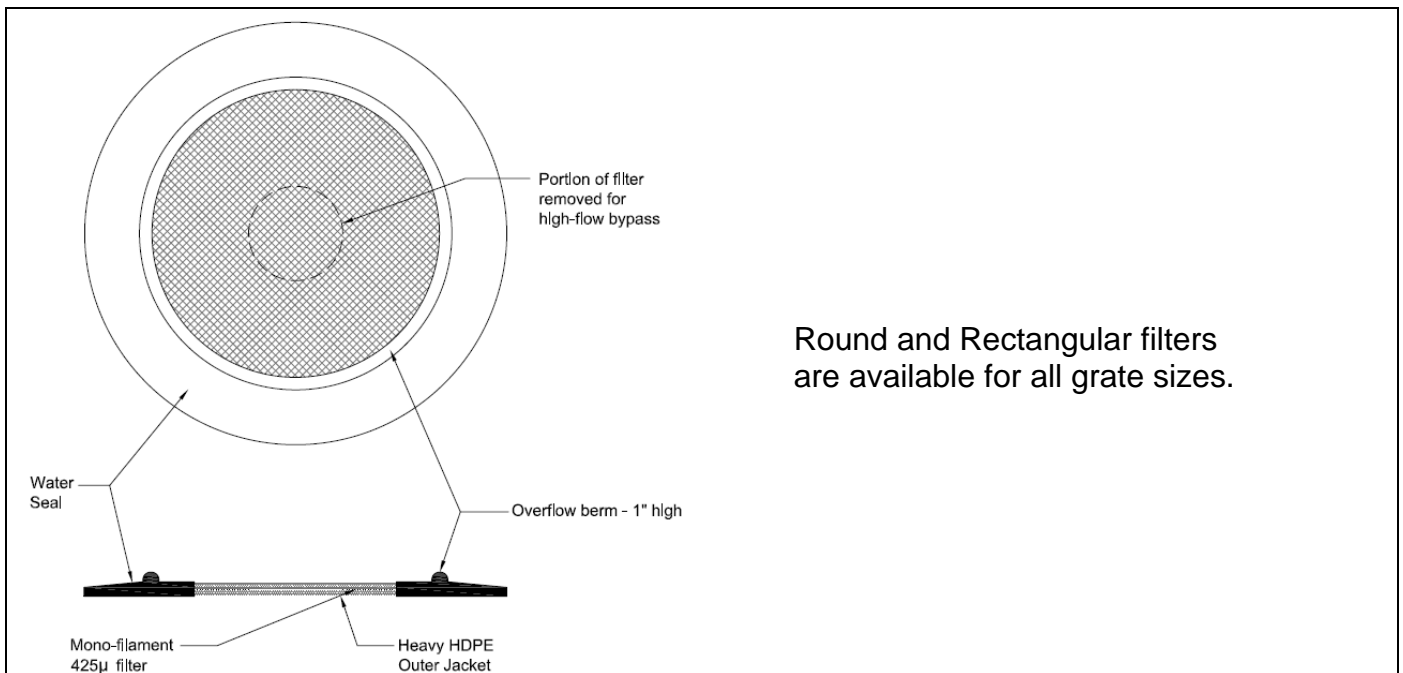 Portion of filter
removed for
high-flow bypass
Round and Rectangular filters
are available for all grate sizes.
Water
Seal
Overflow berm - 1" high
Mono-filament
425µ filter
Heavy HDPE
Outer Jacket